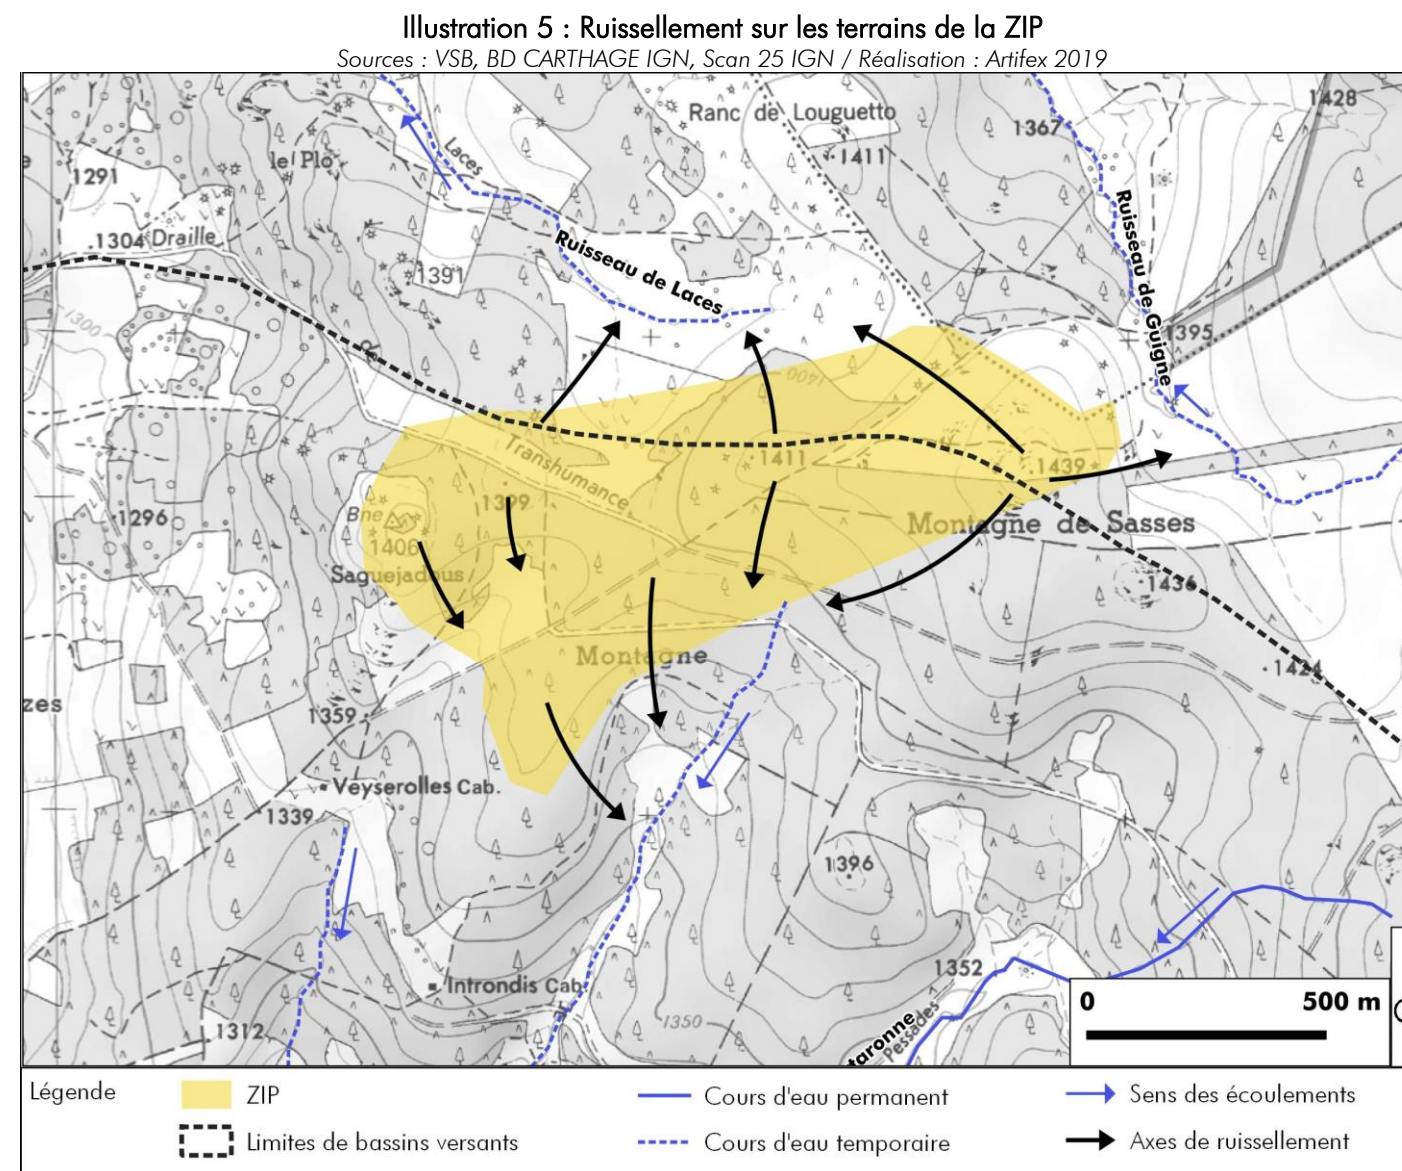 Illustration 5 : Ruissellement sur les terrains de la ZIP
Sources : VSB, BD CARTHAGE IGN, Scan 25 IGN / Réalisation : Artifex 2019
Ranc de Louguetto
1428
1367
1411
le Plo
Laces
1291
1304
Draille
Ruisseau de Laces
Ruisseau de Guigne
1391
1300
1395
1400
Transhumance
1411
1439
1399
Bne
1296
1406
Montagne de Sasses
Saguejadous
1436
Montagne
1424
zes
1359
Veyserolles Cab.
1339
1396
1352
Introndis Cab.
1350
1312
taronne
Pessades
0 500 m
Légende
ZIP
Cours d'eau permanent
Sens des écoulements
Limites de bassins versants
Cours d'eau temporaire
Axes de ruissellement